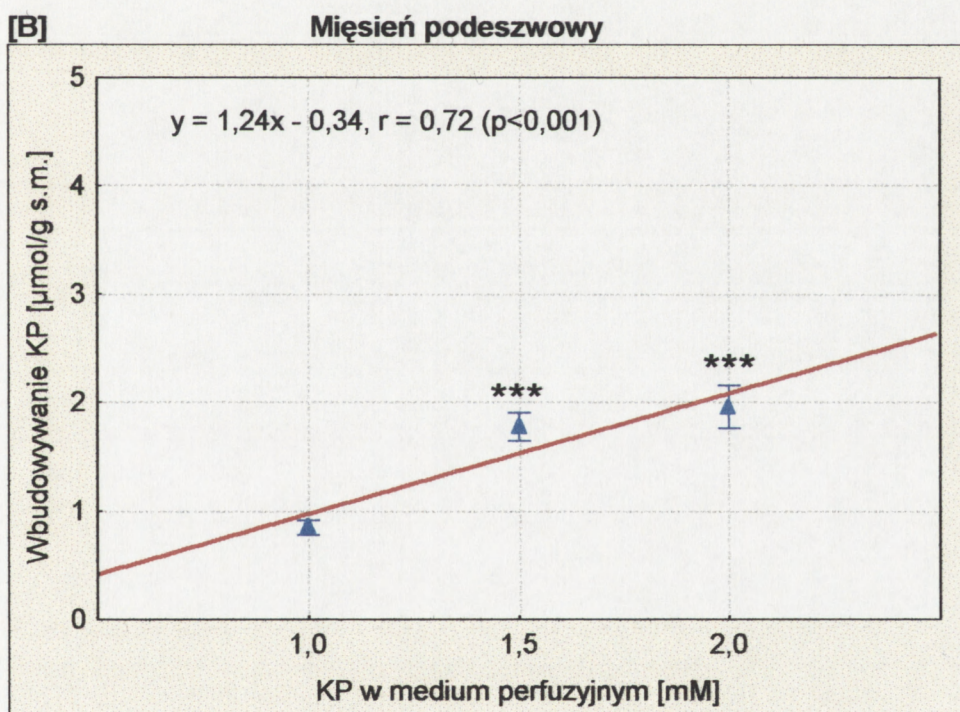 [B] Mięsień podeszwowy
y = 1,24x - 0,34, r = 0,72 (p<0,001)
5
4
3
2
1
0
***
***
1,0 1,5 2,0
Wbudowywanie KP [µmol/g s.m.]
KP w medium perfuzyjnym [mM]